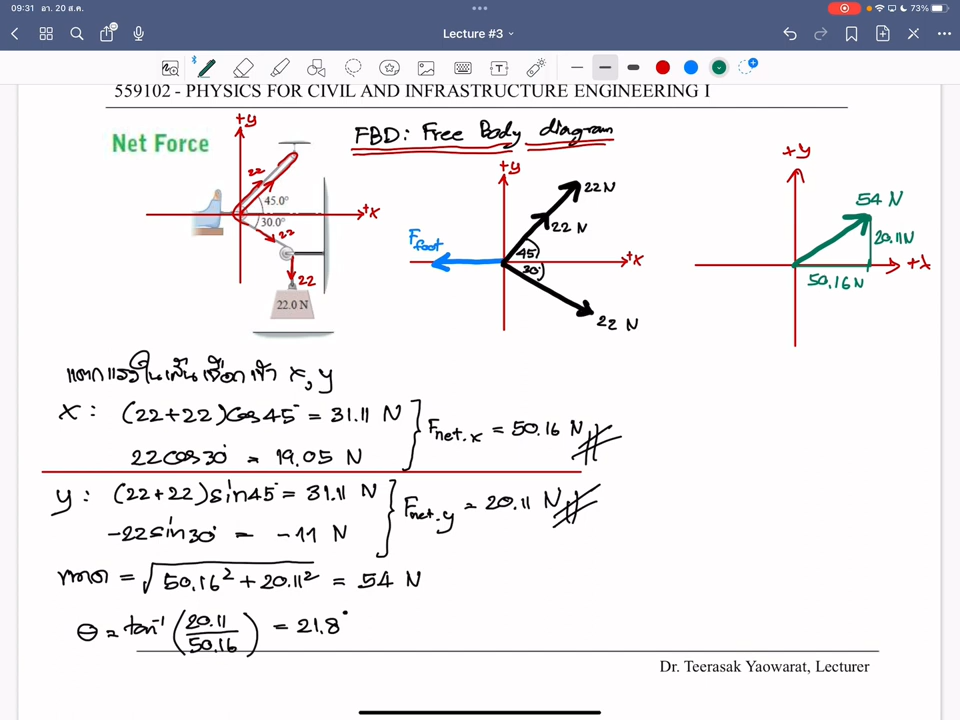 09:31 อา. 20 ส.ค.
73%
Lecture #3
559102 - PHYSICS FOR CIVIL AND INFRASTRUCTURE ENGINEERING I
Net Force
FBD: Free Body diagram
+y
+x
22
22
22
45.0°
30.0°
22.0 N
+y
+x
22 N
22 N
22 N
45°
30°
F foot
+y
+x
54 N
20.11 N
50.16 N
แตกแรงในเส้นเชือกเข้า x, y
x : (22+22)cos45° = 31.11 N
22cos30° = 19.05 N
Fnet.x = 50.16 N
y : (22+22)sin45° = 31.11 N
-22sin30° = -11 N
Fnet.y = 20.11 N
= √50.16² + 20.11² = 54 N
θ = tan⁻¹ (20.11/50.16) = 21.8°
Dr. Teerasak Yaowarat, Lecturer